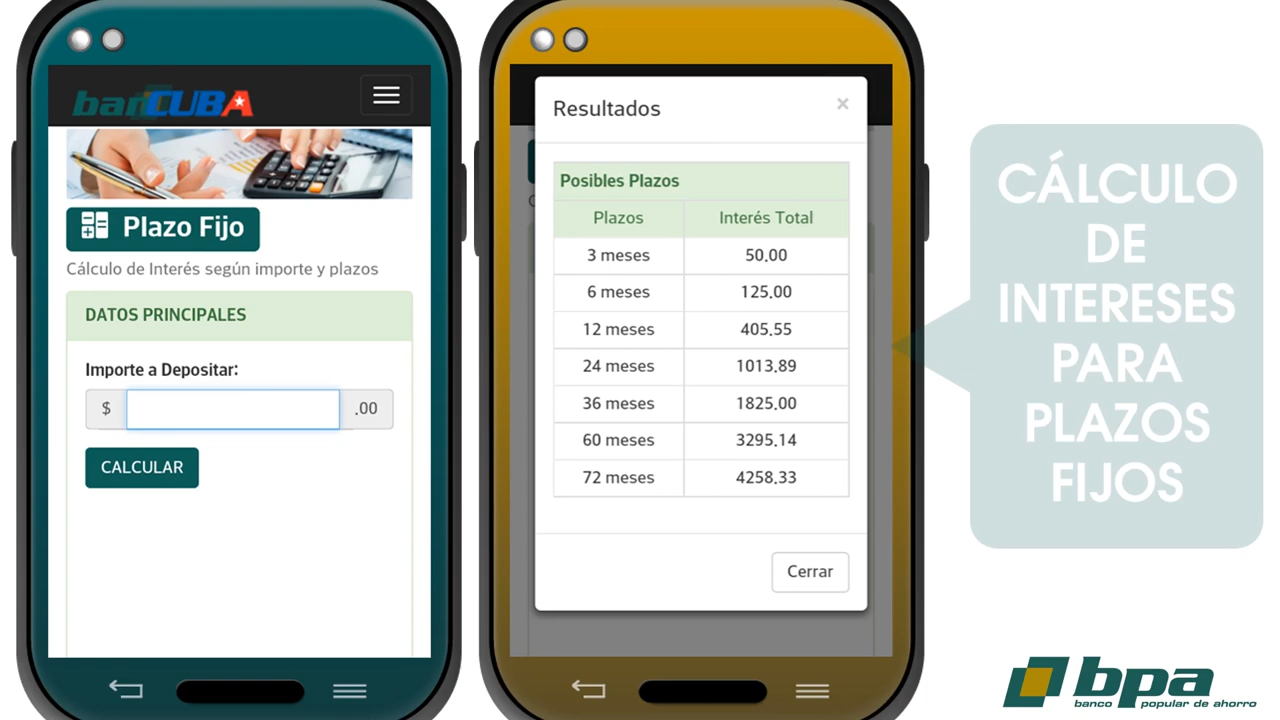 banCUBA
Plazo Fijo
Cálculo de Interés según importe y plazos
DATOS PRINCIPALES
Importe a Depositar:
$ .00
CALCULAR
Resultados
×
Posibles Plazos
Plazos Interés Total
3 meses 50.00
6 meses 125.00
12 meses 405.55
24 meses 1013.89
36 meses 1825.00
60 meses 3295.14
72 meses 4258.33
Cerrar
CÁLCULO
DE
INTERESES
PARA
PLAZOS
FIJOS
bpa
banco popular de ahorro